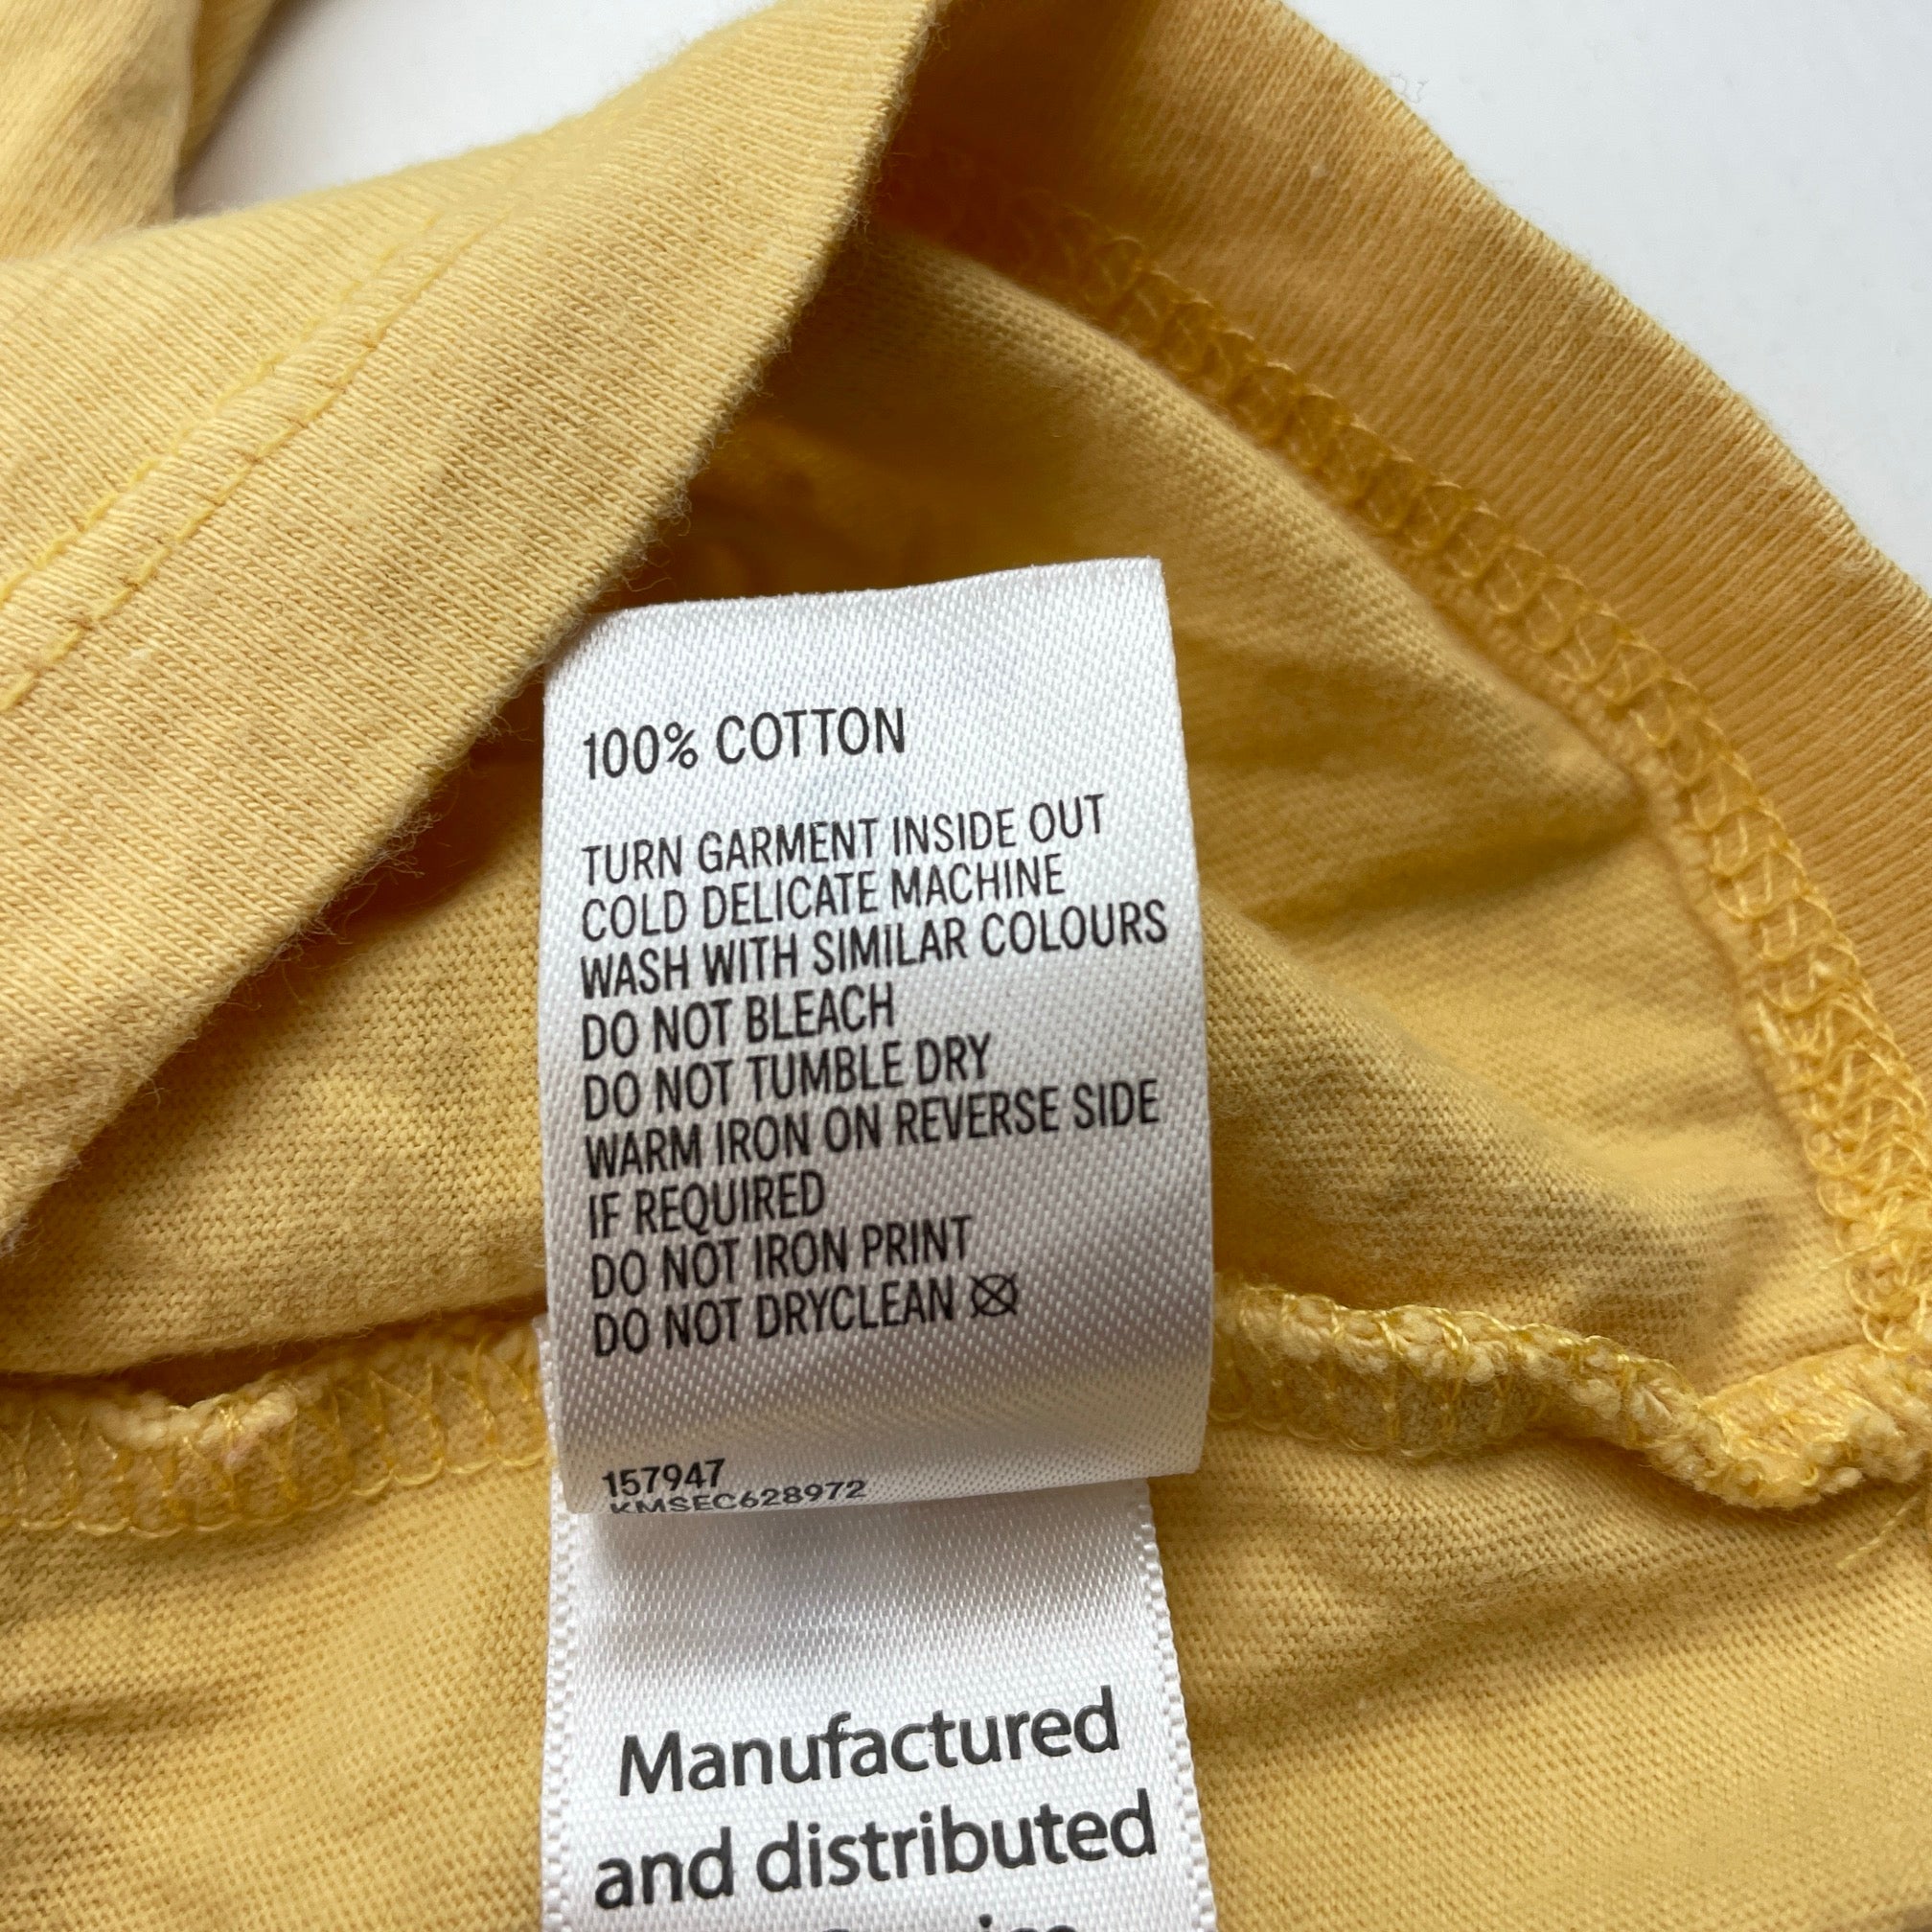 100% COTTON
TURN GARMENT INSIDE OUT
COLD DELICATE MACHINE
WASH WITH SIMILAR COLOURS
DO NOT BLEACH
DO NOT TUMBLE DRY
WARM IRON ON REVERSE SIDE
IF REQUIRED
DO NOT IRON PRINT
DO NOT DRYCLEAN
157947
KMSEC628972
Manufactured
and distributed